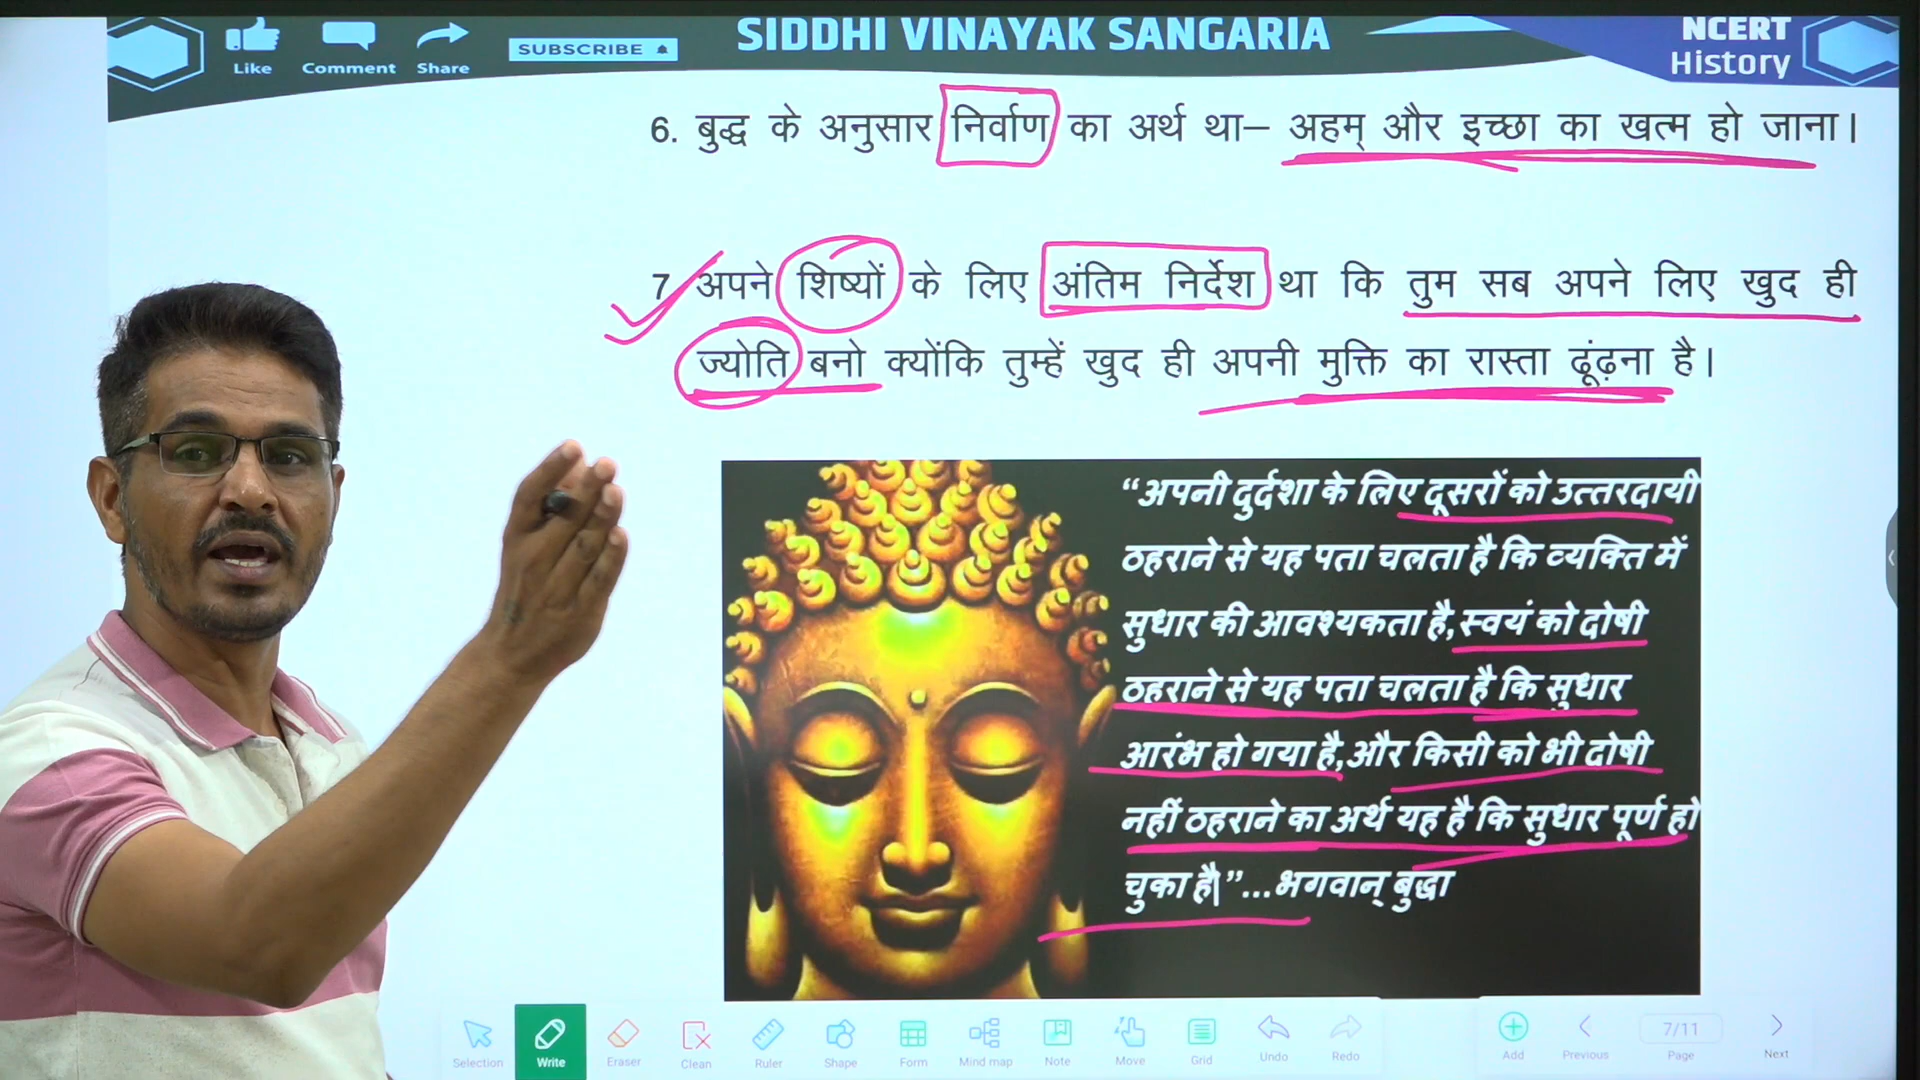 SIDDHI VINAYAK SANGARIA
NCERT
History
Like
Comment
Share
SUBSCRIBE
6. बुद्ध के अनुसार निर्वाण का अर्थ था– अहम् और इच्छा का खत्म हो जाना।
7 अपने शिष्यों के लिए अंतिम निर्देश था कि तुम सब अपने लिए खुद ही
ज्योति बनो क्योंकि तुम्हें खुद ही अपनी मुक्ति का रास्ता ढूंढ़ना है।
“अपनी दुर्दशा के लिए दूसरों को उत्तरदायी
ठहराने से यह पता चलता है कि व्यक्ति में
सुधार की आवश्यकता है,स्वयं को दोषी
ठहराने से यह पता चलता है कि सुधार
आरंभ हो गया है,और किसी को भी दोषी
नहीं ठहराने का अर्थ यह है कि सुधार पूर्ण हो
चुका है|”...भगवान् बुद्धा
Selection
Write
Eraser
Clean
Ruler
Shape
Form
Mind map
Note
Move
Grid
Undo
Redo
Add
Previous
7/11
Page
Next